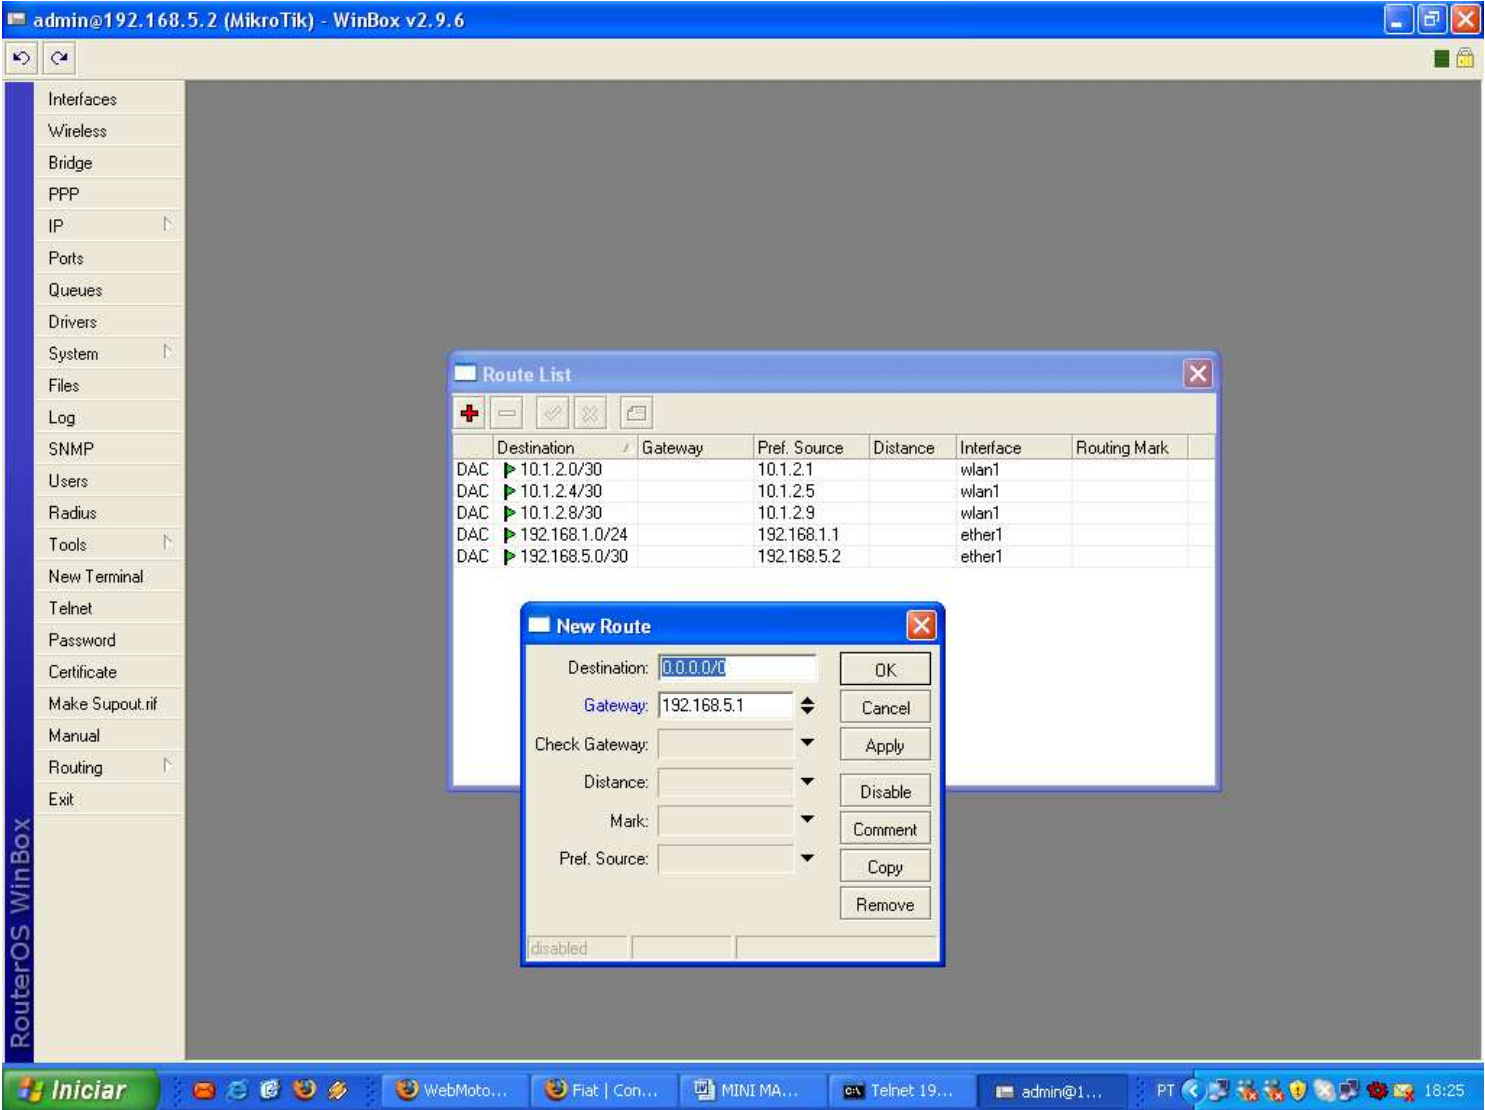 admin@192.168.5.2 (MikroTik) - WinBox v2.9.6
Interfaces
Wireless
Bridge
PPP
IP
Ports
Queues
Drivers
System
Files
Log
SNMP
Users
Radius
Tools
New Terminal
Telnet
Password
Certificate
Make Supout.rif
Manual
Routing
Exit
RouterOS WinBox
Route List
Destination Gateway Pref. Source Distance Interface Routing Mark
DAC 10.1.2.0/30 10.1.2.1 wlan1
DAC 10.1.2.4/30 10.1.2.5 wlan1
DAC 10.1.2.8/30 10.1.2.9 wlan1
DAC 192.168.1.0/24 192.168.1.1 ether1
DAC 192.168.5.0/30 192.168.5.2 ether1
New Route
Destination: 0.0.0.0/0 OK
Gateway: 192.168.5.1 Cancel
Check Gateway: Apply
Distance: Disable
Mark: Comment
Pref. Source: Copy
Remove
disabled
Iniciar WebMoto... Fiat | Con... MINI MA... Telnet 19... admin@1... PT 18:25